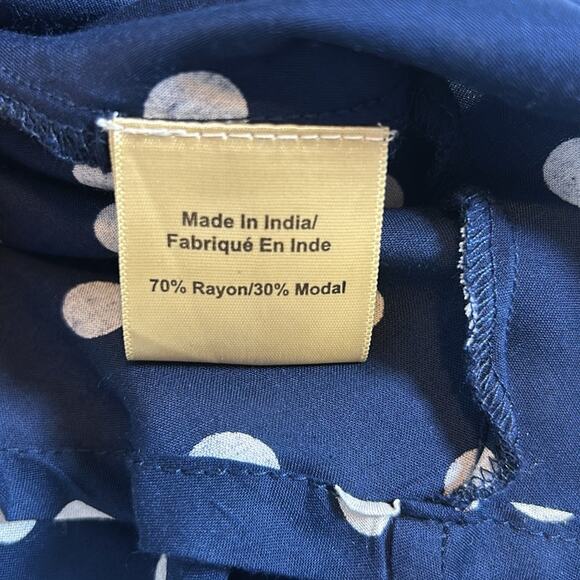 Made In India/
Fabriqué En Inde
70% Rayon/30% Modal